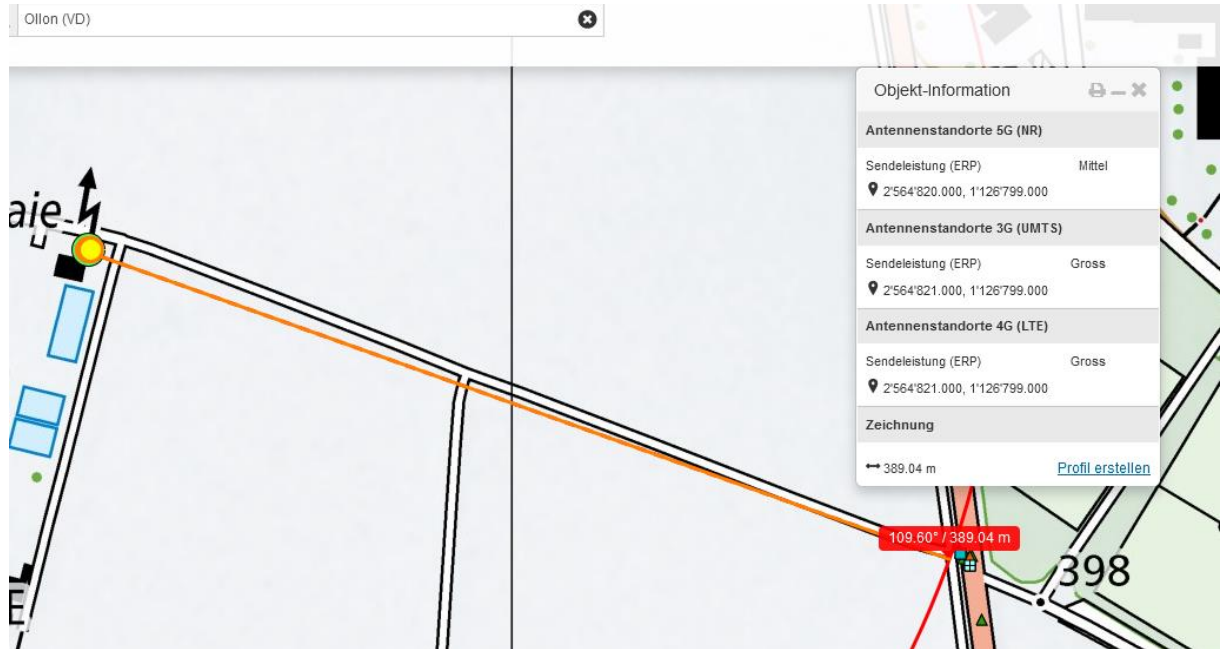 Ollon (VD)
Objekt-Information
Antennenstandorte 5G (NR)
Sendeleistung (ERP) Mittel
2'564'820.000, 1'126'799.000
Antennenstandorte 3G (UMTS)
Sendeleistung (ERP) Gross
2'564'821.000, 1'126'799.000
Antennenstandorte 4G (LTE)
Sendeleistung (ERP) Gross
2'564'821.000, 1'126'799.000
Zeichnung
389.04 m Profil erstellen
aie
109.60° / 389.04 m
398